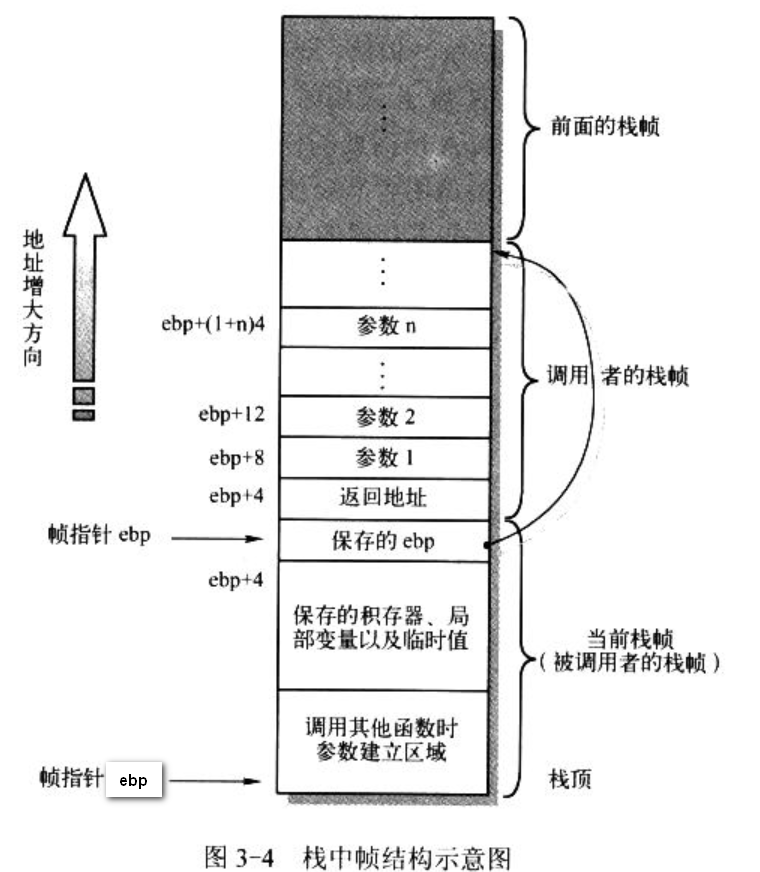 前面的栈帧
地址增大方向
ebp+(1+n)4
参数 n
调用 者的栈帧
ebp+12
参数 2
ebp+8
参数 1
ebp+4
返回地址
帧指针 ebp
保存的 ebp
ebp+4
保存的积存器、局
部变量以及临时值
当前栈帧
(被调用者的栈帧)
调用其他函数时
参数建立区域
帧指针 ebp
栈顶
图 3-4 栈中帧结构示意图